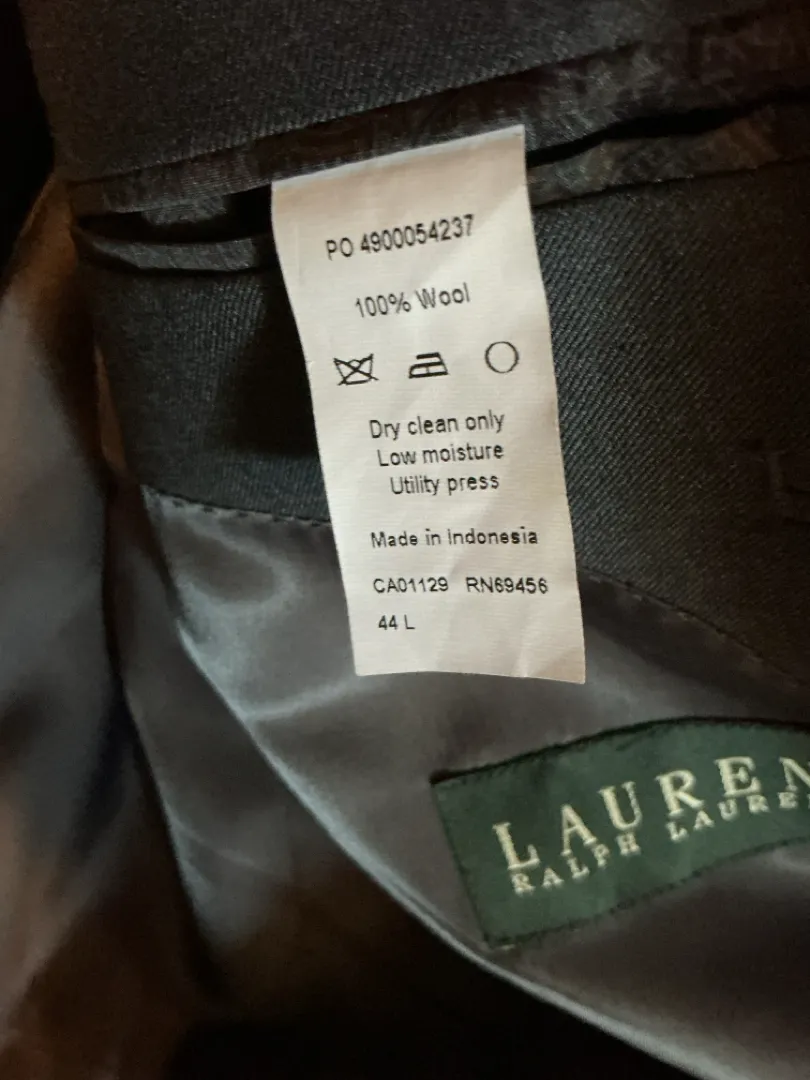 PO 4900054237
100% Wool
Dry clean only
Low moisture
Utility press
Made in Indonesia
CA01129 RN69456
44 L
LAUREN
RALPH LAUREN